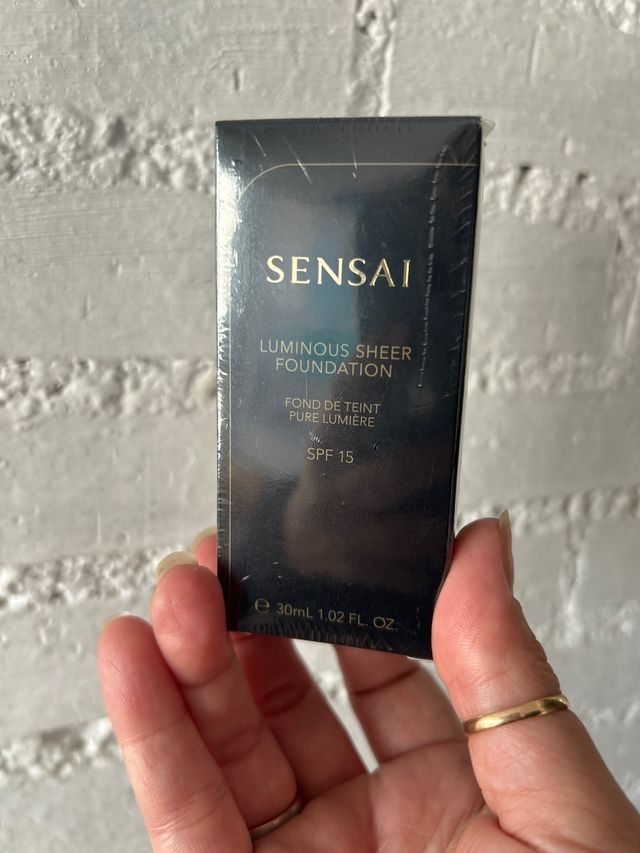 SENSAI
LUMINOUS SHEER
FOUNDATION
FOND DE TEINT
PURE LUMIÈRE
SPF 15
℮ 30mL 1.02 FL. OZ.